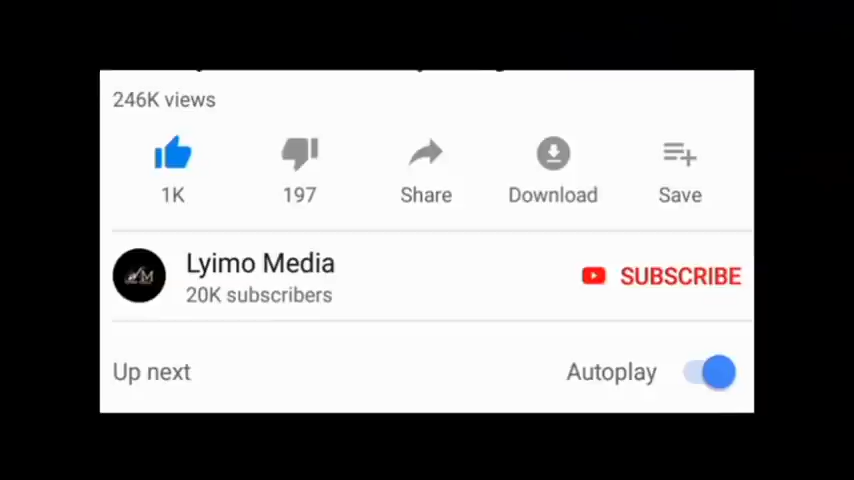 246K views
1K 197 Share Download Save
Lyimo Media
SUBSCRIBE
20K subscribers
Up next Autoplay